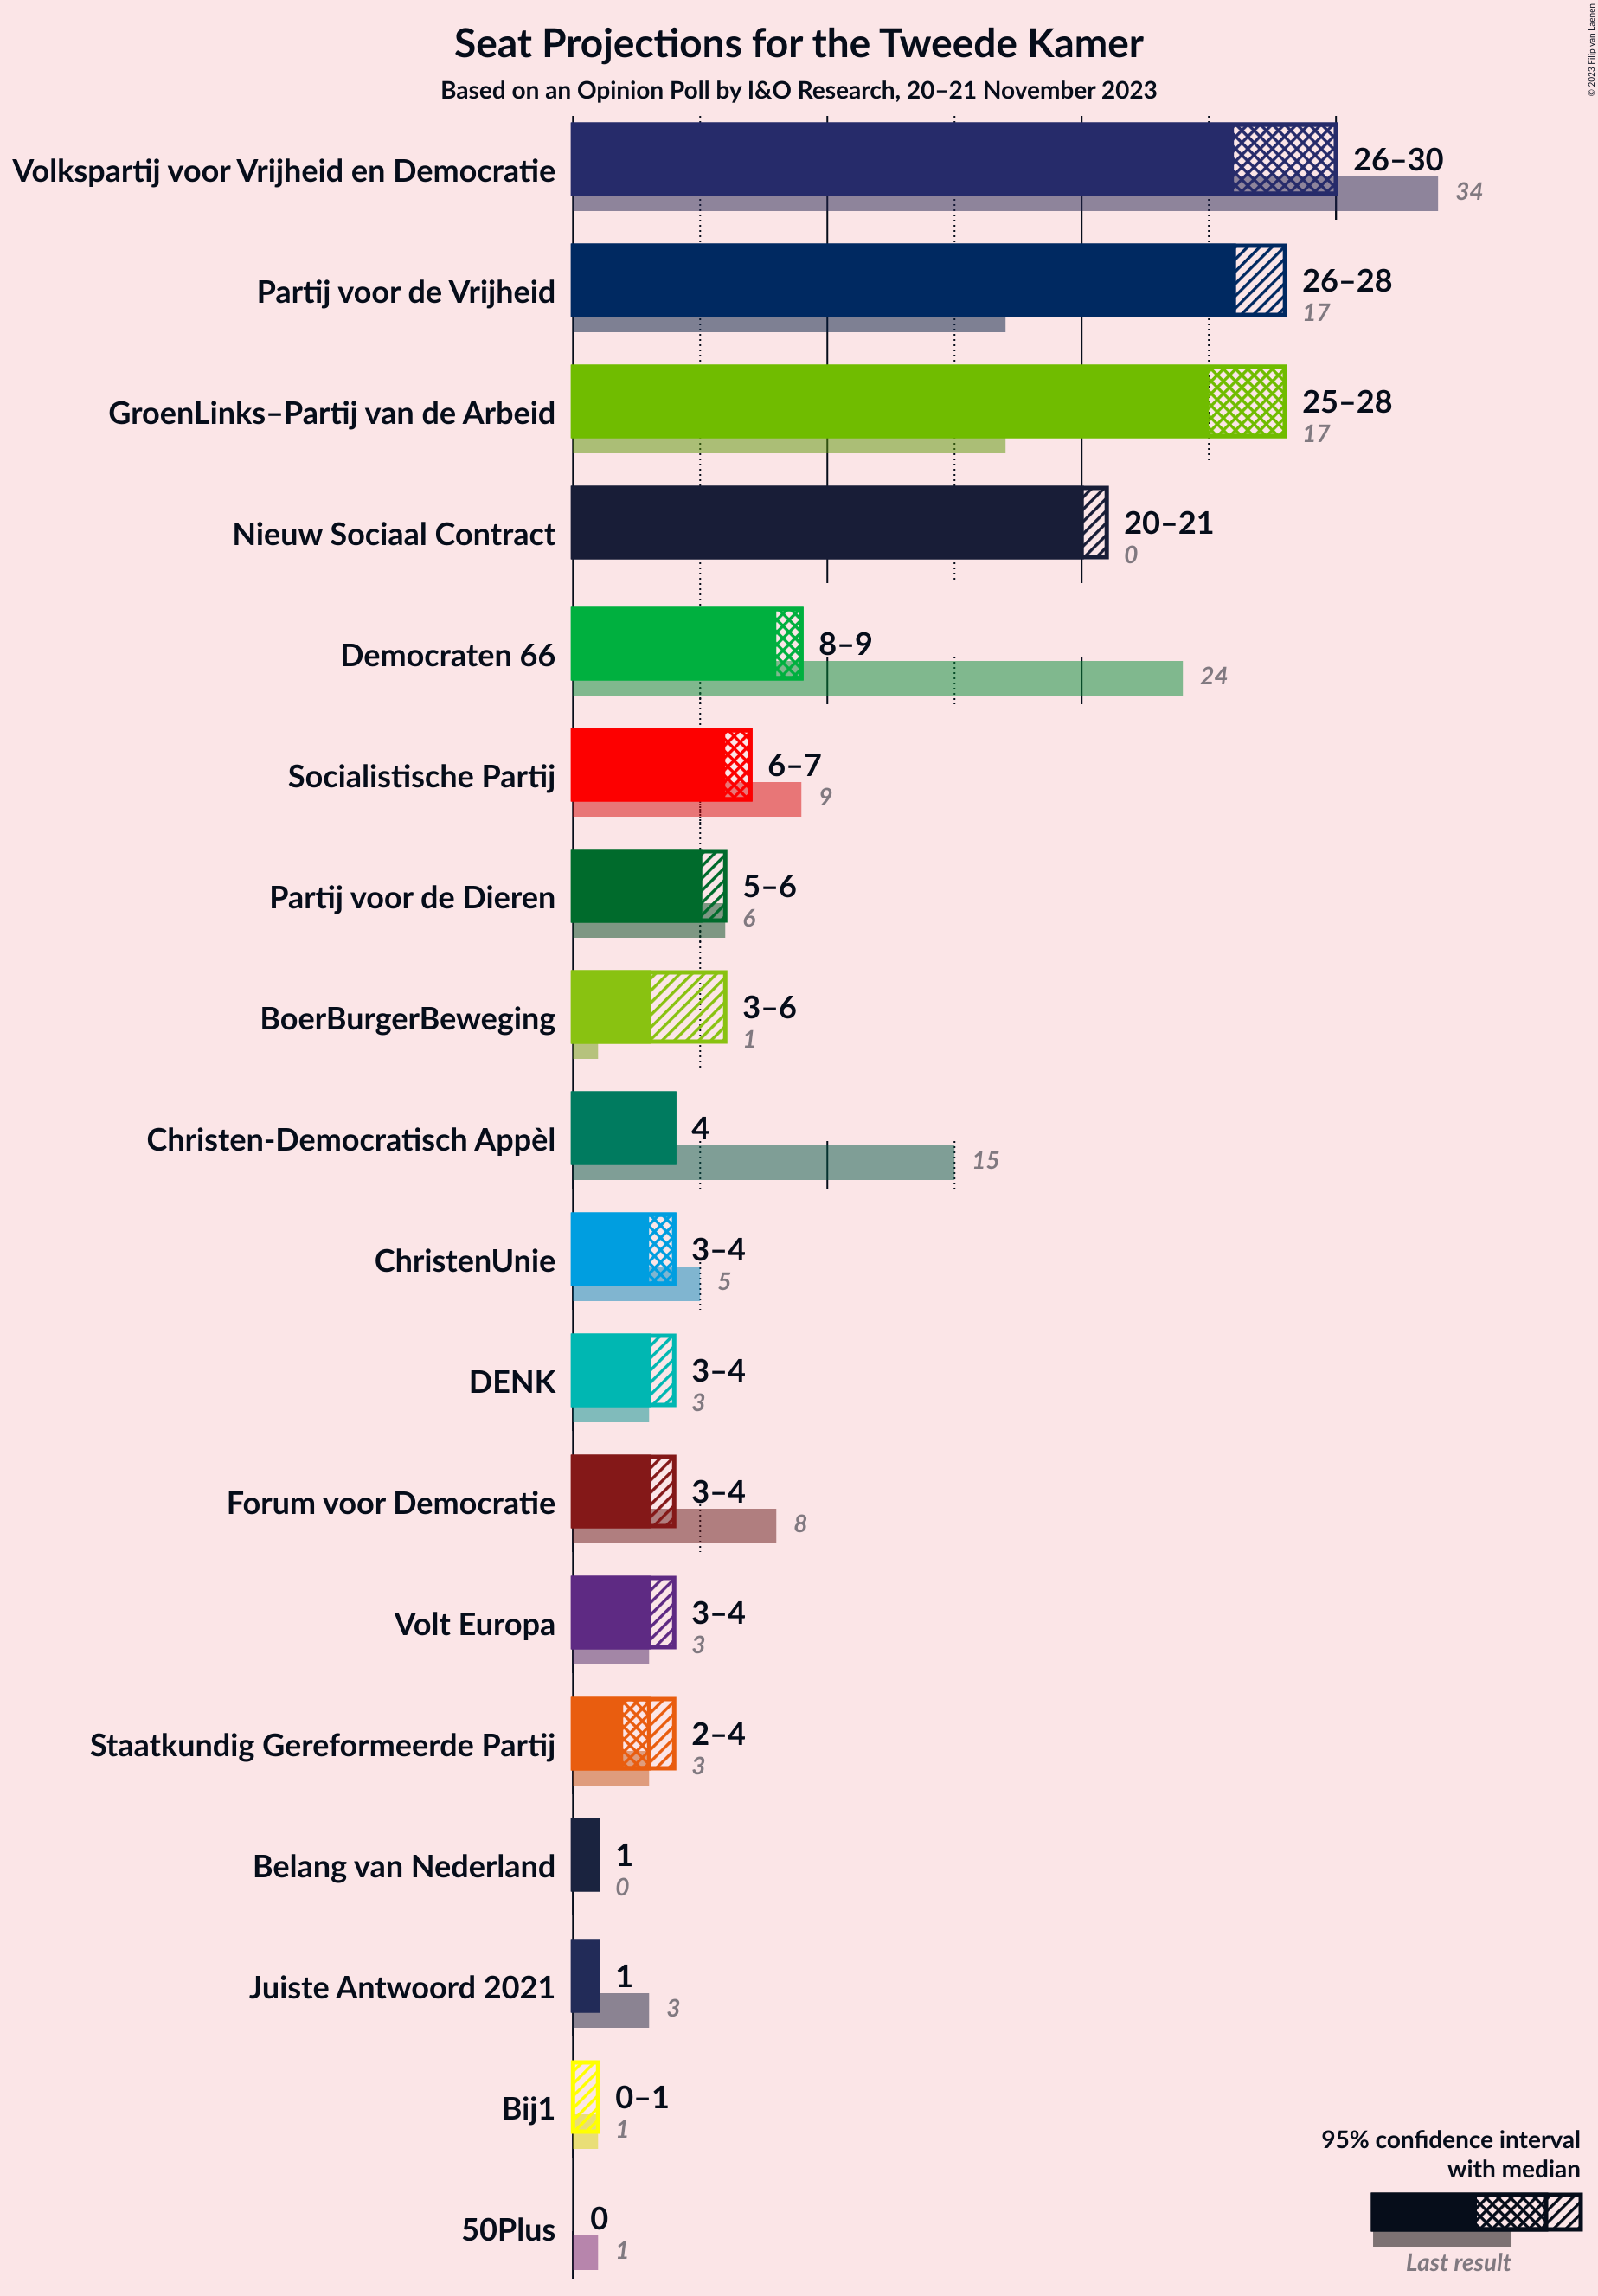 Seat Projections for the Tweede Kamer
Based on an Opinion Poll by I&O Research, 20–21 November 2023
© 2023 Filip van Laenen
Volkspartij voor Vrijheid en Democratie
26–30
34
Partij voor de Vrijheid
26–28
17
GroenLinks–Partij van de Arbeid
25–28
17
Nieuw Sociaal Contract
20–21
0
Democraten 66
8–9
24
Socialistische Partij
6–7
9
Partij voor de Dieren
5–6
6
BoerBurgerBeweging
3–6
1
Christen-Democratisch Appèl
4
15
ChristenUnie
3–4
5
DENK
3–4
3
Forum voor Democratie
3–4
8
Volt Europa
3–4
3
Staatkundig Gereformeerde Partij
2–4
3
Belang van Nederland
1
0
Juiste Antwoord 2021
1
3
Bij1
0–1
1
50Plus
0
1
95% confidence interval
with median
Last result